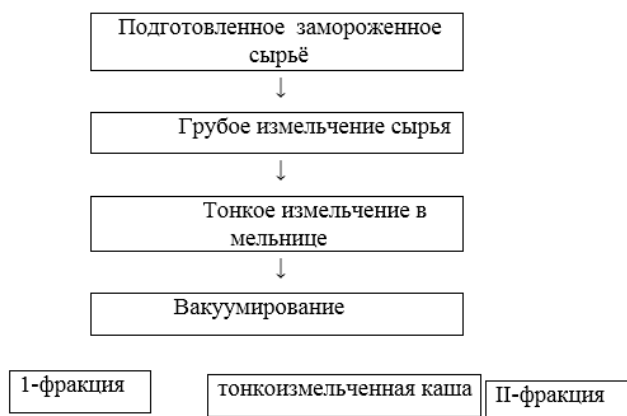 Подготовленное замороженное
сырьё
↓
Грубое измельчение сырья
↓
Тонкое измельчение в
мельнице
↓
Вакуумирование
1-фракция
тонкоизмельченная каша
II-фракция